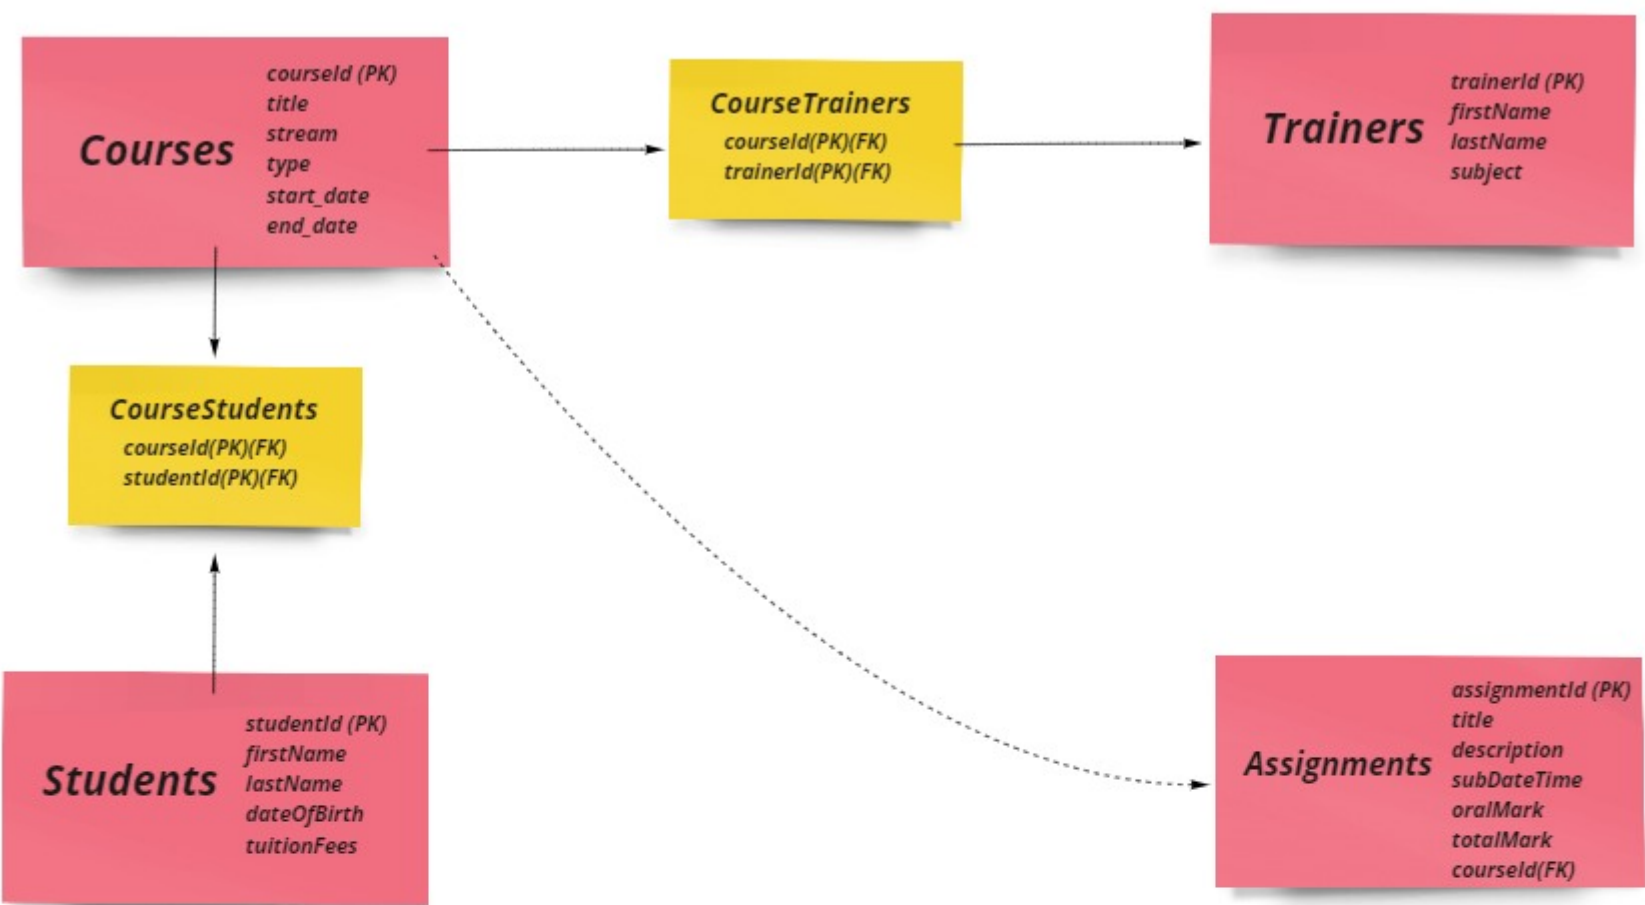 Courses
courseId (PK)
title
stream
type
start_date
end_date
CourseTrainers
courseId(PK)(FK)
trainerId(PK)(FK)
Trainers
trainerId (PK)
firstName
lastName
subject
CourseStudents
courseId(PK)(FK)
studentId(PK)(FK)
Students
studentId (PK)
firstName
lastName
dateOfBirth
tuitionFees
Assignments
assignmentId (PK)
title
description
subDateTime
oralMark
totalMark
courseId(FK)